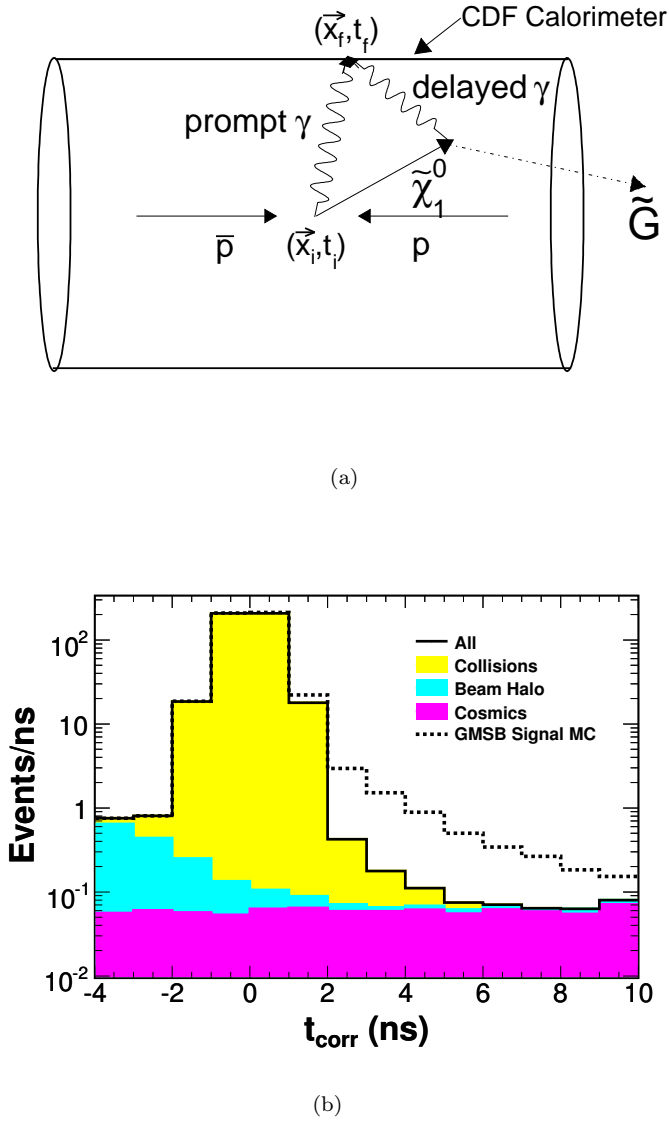 (x⃗f,tf)
CDF Calorimeter
delayed γ
prompt γ
χ̃⁰₁
G̃
p̄
(x⃗i,ti)
p
(a)
All
Collisions
Beam Halo
Cosmics
GMSB Signal MC
Events/ns
10²
10
1
10⁻¹
10⁻²
-4 -2 0 2 4 6 8 10
tcorr (ns)
(b)